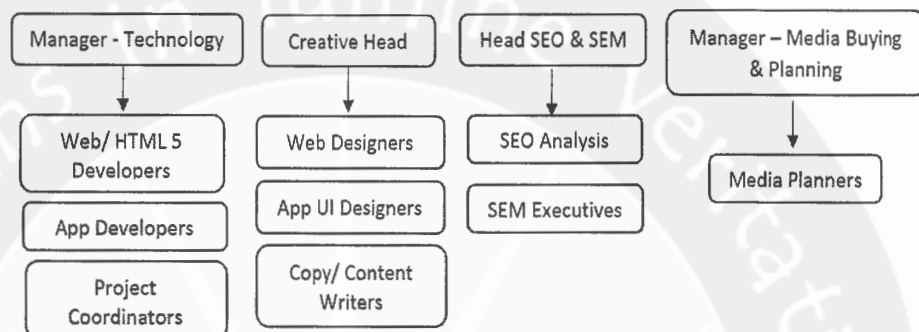 Manager - Technology
Creative Head
Head SEO & SEM
Manager – Media Buying
& Planning
Web/ HTML 5
Developers
Web Designers
SEO Analysis
Media Planners
App Developers
App UI Designers
SEM Executives
Project
Coordinators
Copy/ Content
Writers